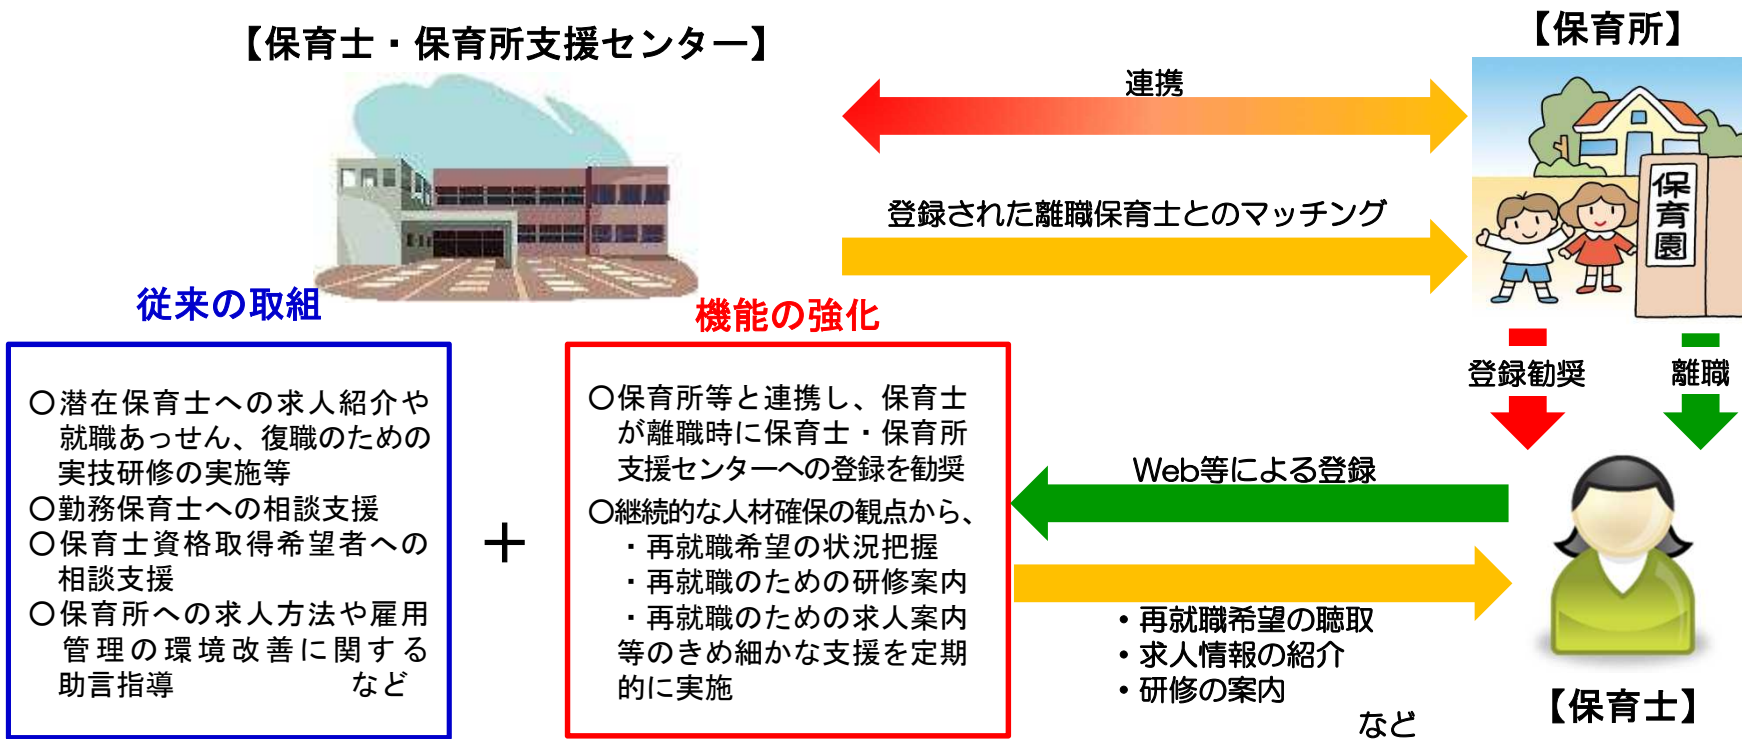 【保育士・保育所支援センター】
【保育所】
連携
登録された離職保育士とのマッチング
保育園
従来の取組
○潜在保育士への求人紹介や
就職あっせん、復職のための
実技研修の実施等
○勤務保育士への相談支援
○保育士資格取得希望者への
相談支援
○保育所への求人方法や雇用
管理の環境改善に関する
助言指導 など
＋
機能の強化
○保育所等と連携し、保育士
が離職時に保育士・保育所
支援センターへの登録を勧奨
○継続的な人材確保の観点から、
・再就職希望の状況把握
・再就職のための研修案内
・再就職のための求人案内
等のきめ細かな支援を定期
的に実施
登録勧奨
離職
Web等による登録
・再就職希望の聴取
・求人情報の紹介
・研修の案内
など
【保育士】